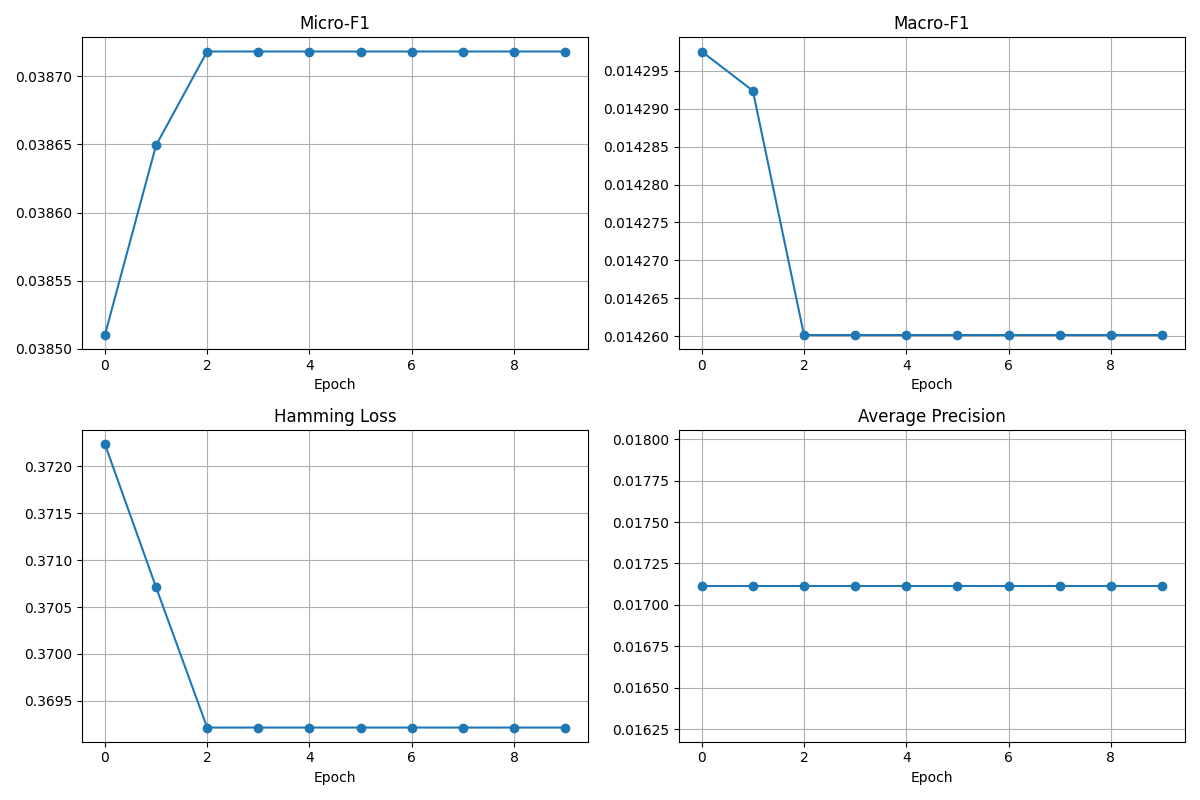 Micro-F1
0.03870
0.03865
0.03860
0.03855
0.03850
0 2 4 6 8
Epoch
Macro-F1
0.014295
0.014290
0.014285
0.014280
0.014275
0.014270
0.014265
0.014260
0 2 4 6 8
Epoch
Hamming Loss
0.3720
0.3715
0.3710
0.3705
0.3700
0.3695
0 2 4 6 8
Epoch
Average Precision
0.01800
0.01775
0.01750
0.01725
0.01700
0.01675
0.01650
0.01625
0 2 4 6 8
Epoch